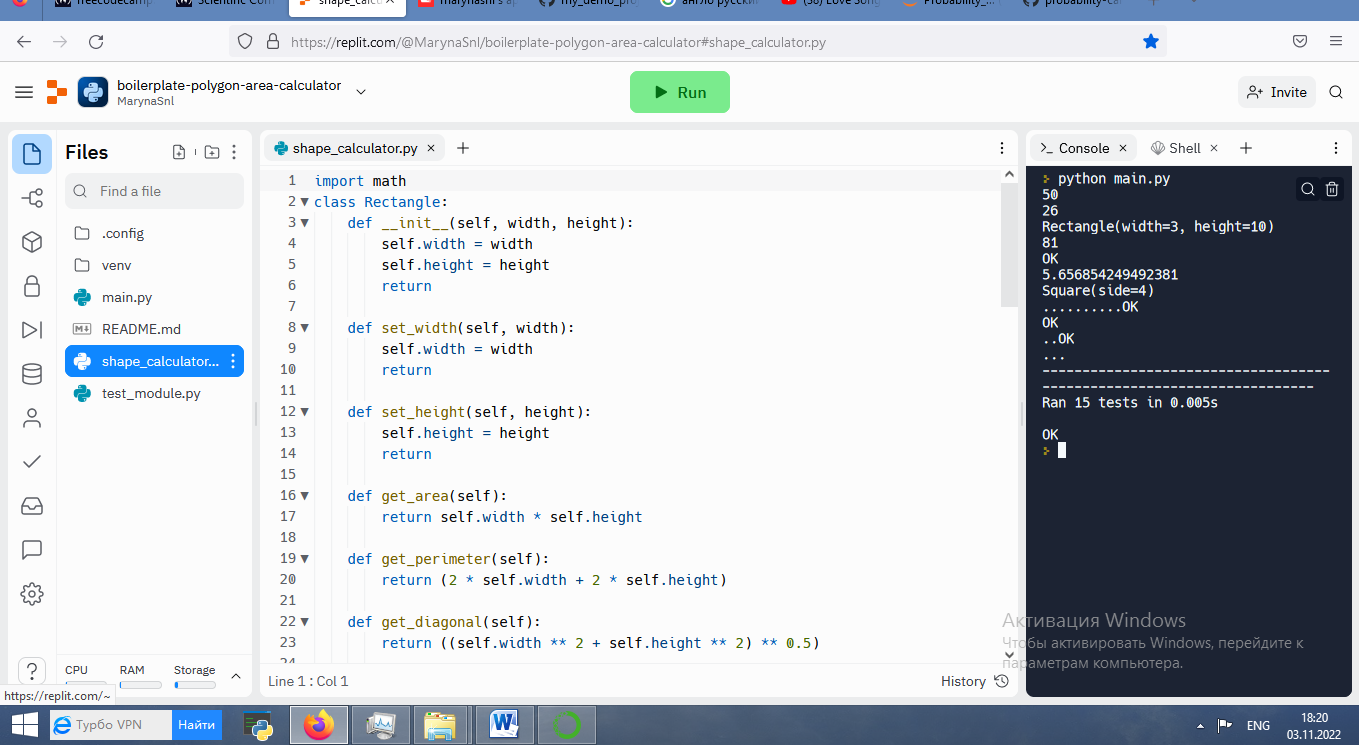 freecodecamp
Scientific Com
shape_calcu
marynashl's ap
my_demo_pro
англо русски
(38) Love Song
Probability_...
probability-cal
https://replit.com/@MarynaSnl/boilerplate-polygon-area-calculator#shape_calculator.py
boilerplate-polygon-area-calculator
MarynaSnl
Run
Invite
Files
Find a file
.config
venv
main.py
README.md
shape_calculator...
test_module.py
CPU RAM Storage
https://replit.com/~
shape_calculator.py
1 import math
2 class Rectangle:
3 def __init__(self, width, height):
4 self.width = width
5 self.height = height
6 return
7
8 def set_width(self, width):
9 self.width = width
10 return
11
12 def set_height(self, height):
13 self.height = height
14 return
15
16 def get_area(self):
17 return self.width * self.height
18
19 def get_perimeter(self):
20 return (2 * self.width + 2 * self.height)
21
22 def get_diagonal(self):
23 return ((self.width ** 2 + self.height ** 2) ** 0.5)
24
Line 1 : Col 1
History
Console
Shell
python main.py
50
26
Rectangle(width=3, height=10)
81
OK
5.656854249492381
Square(side=4)
..........OK
OK
..OK
...
------------------------------------
----------------------------------
Ran 15 tests in 0.005s
OK
Активация Windows
Чтобы активировать Windows, перейдите к
параметрам компьютера.
Турбо VPN
Найти
ENG
18:20
03.11.2022